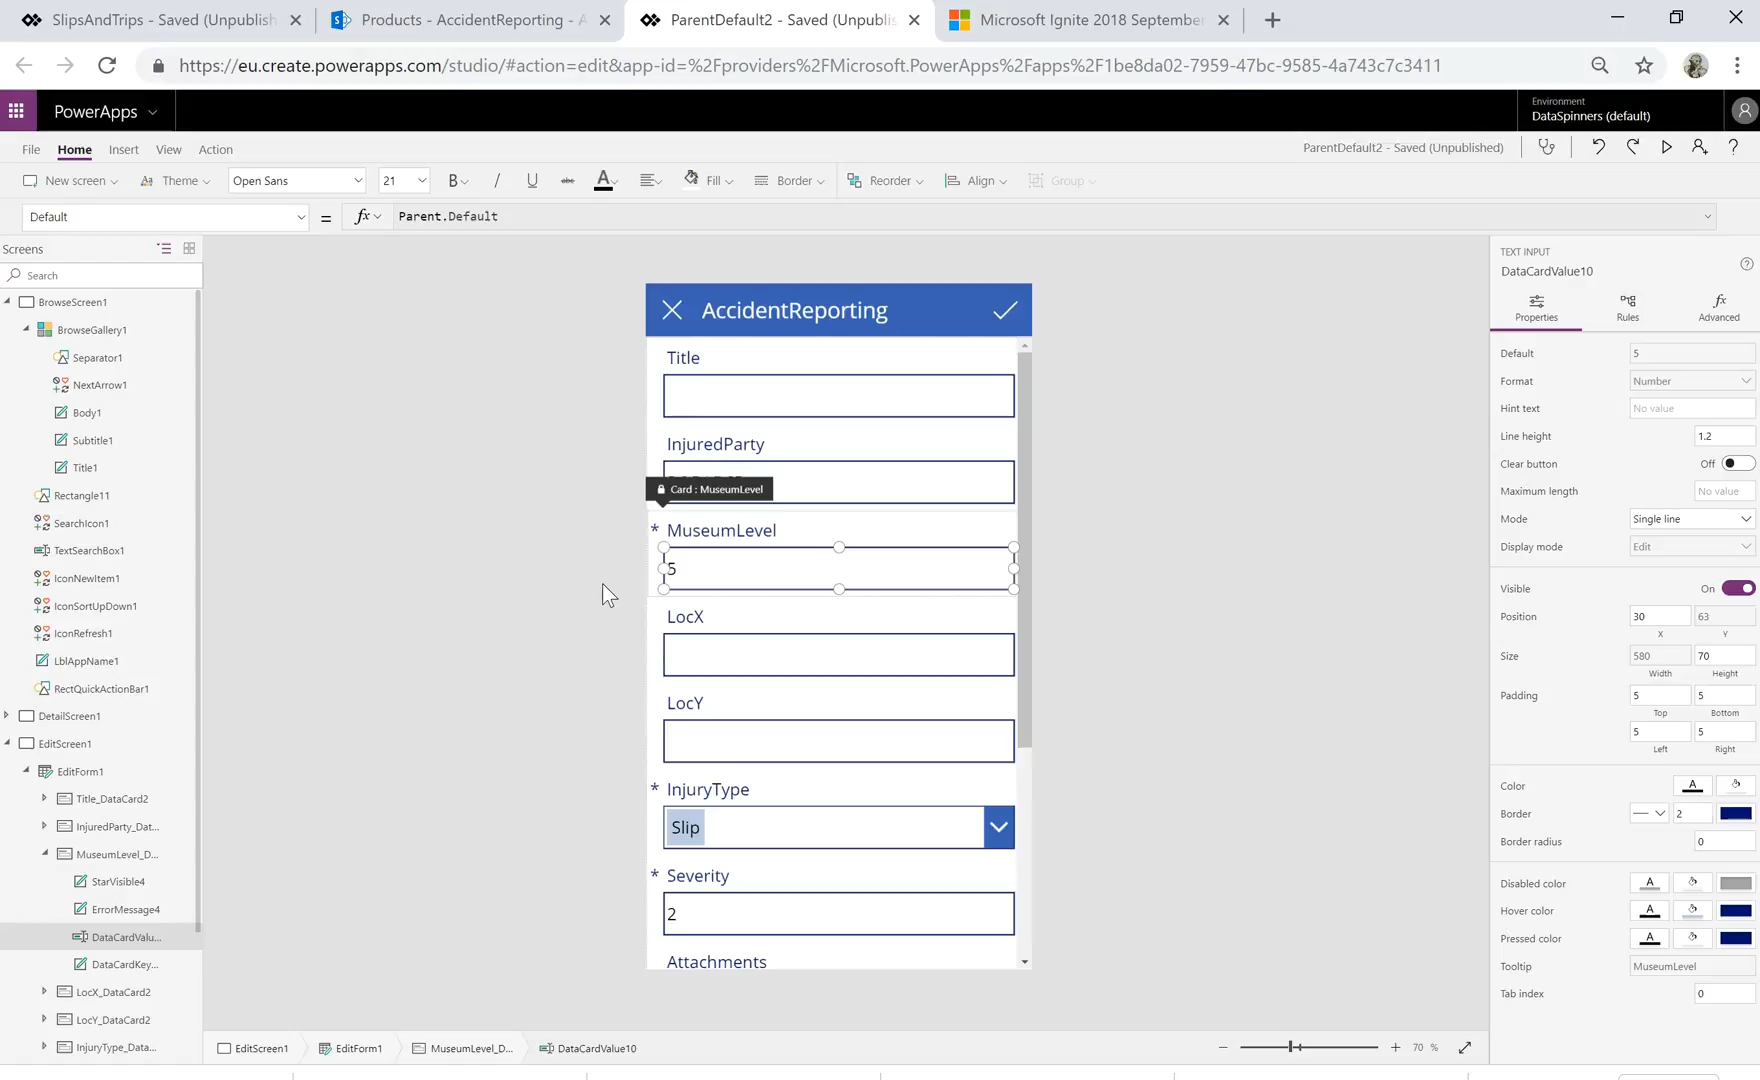 SlipsAndTrips - Saved (Unpublish
Products - AccidentReporting - A
ParentDefault2 - Saved (Unpublis
Microsoft Ignite 2018 September
https://eu.create.powerapps.com/studio/#action=edit&app-id=%2Fproviders%2FMicrosoft.PowerApps%2Fapps%2F1be8da02-7959-47bc-9585-4a743c7c3411
PowerApps
Environment
DataSpinners (default)
File Home Insert View Action
ParentDefault2 - Saved (Unpublished)
New screen Theme Open Sans 21 B / U abc A Fill Border Reorder Align Group
Default = fx Parent.Default
Screens
Search
BrowseScreen1
BrowseGallery1
Separator1
NextArrow1
Body1
Subtitle1
Title1
Rectangle11
SearchIcon1
TextSearchBox1
IconNewItem1
IconSortUpDown1
IconRefresh1
LblAppName1
RectQuickActionBar1
DetailScreen1
EditScreen1
EditForm1
Title_DataCard2
InjuredParty_Dat...
MuseumLevel_D...
StarVisible4
ErrorMessage4
DataCardValu...
DataCardKey...
LocX_DataCard2
LocY_DataCard2
InjuryType_Data...
AccidentReporting
Title
InjuredParty
Card : MuseumLevel
* MuseumLevel
5
LocX
LocY
* InjuryType
Slip
* Severity
2
Attachments
EditScreen1 EditForm1 MuseumLevel_D... DataCardValue10
70 %
TEXT INPUT
DataCardValue10
Properties Rules Advanced
Default 5
Format Number
Hint text No value
Line height 1.2
Clear button Off
Maximum length No value
Mode Single line
Display mode Edit
Visible On
Position 30 63
X Y
Size 580 70
Width Height
Padding 5 5
Top Bottom
5 5
Left Right
Color A
Border 2
Border radius 0
Disabled color A
Hover color A
Pressed color A
Tooltip MuseumLevel
Tab index 0